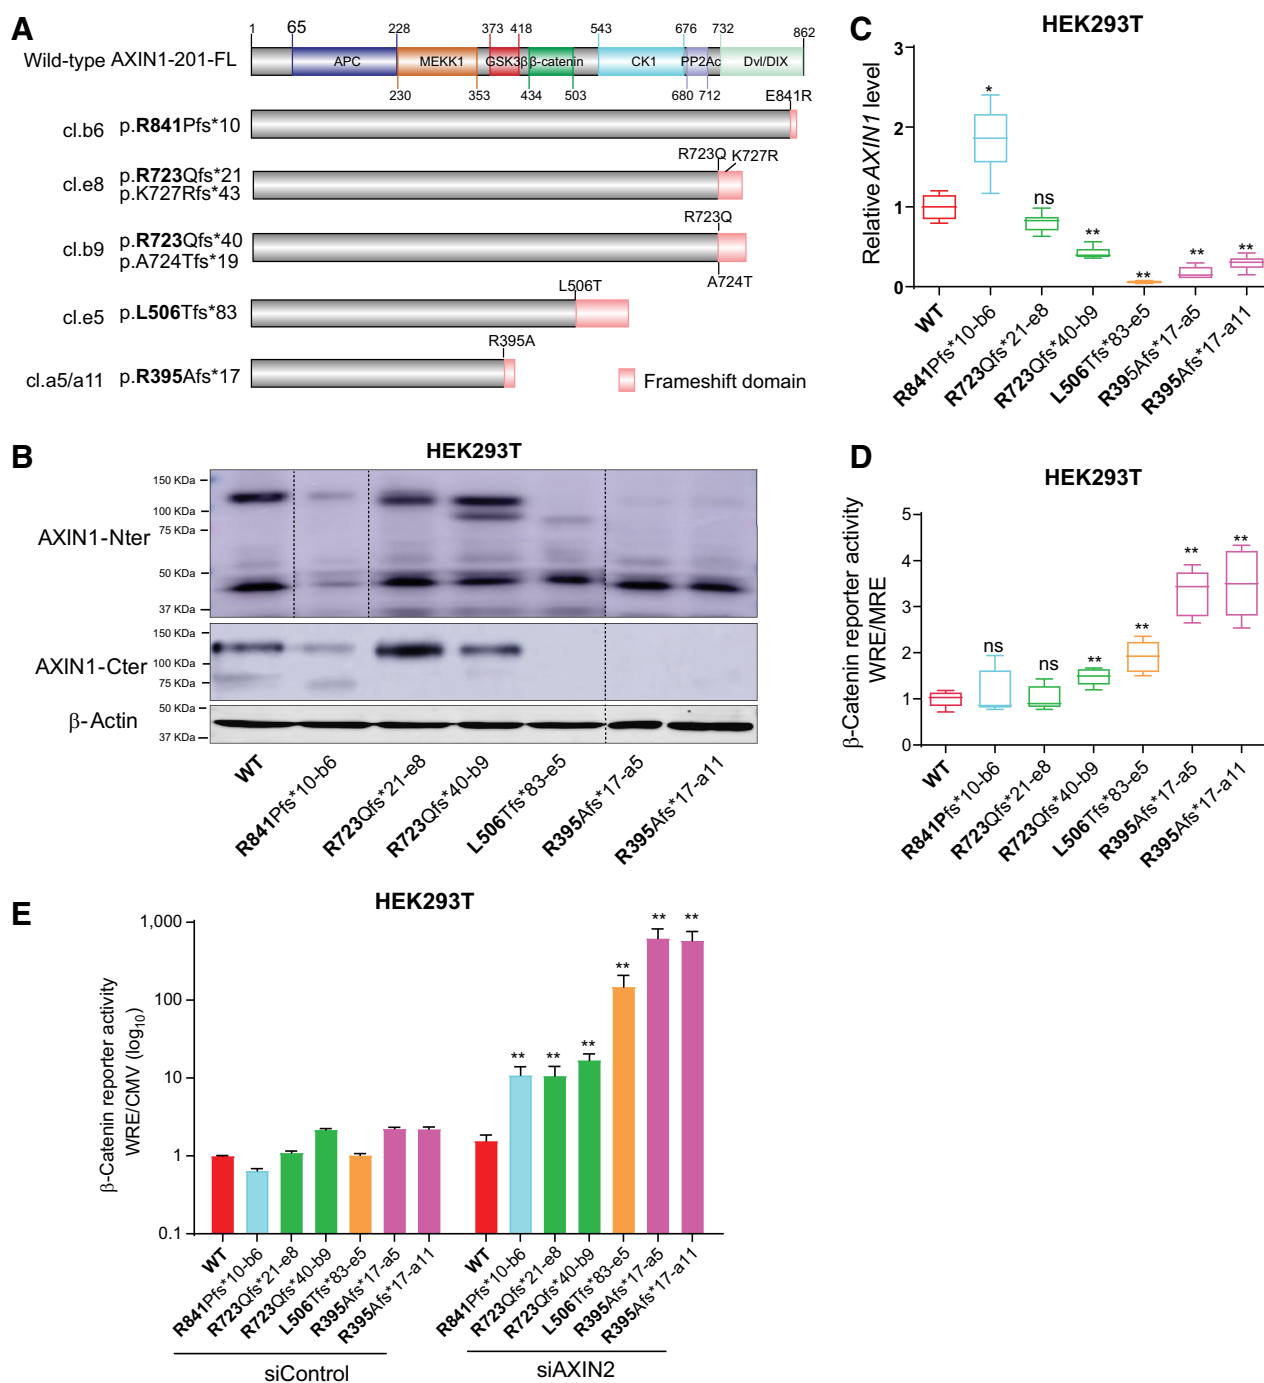 A
1 65 228 373 418 543 676 732 862
Wild-type AXIN1-201-FL
APC MEKK1 GSK3β β-catenin CK1 PP2Ac Dvl/DIX
230 353 434 503 680 712 E841R
cl.b6 p.R841Pfs*10
R723Q K727R
cl.e8 p.R723Qfs*21
p.K727Rfs*43
R723Q
cl.b9 p.R723Qfs*40
p.A724Tfs*19
A724T
L506T
cl.e5 p.L506Tfs*83
R395A
cl.a5/a11 p.R395Afs*17
Frameshift domain
B
HEK293T
AXIN1-Nter
150 KDa
100 KDa
75 KDa
50 KDa
37 KDa
AXIN1-Cter
150 KDa
100 KDa
75 KDa
β-Actin
50 KDa
37 KDa
WT
R841Pfs*10-b6
R723Qfs*21-e8
R723Qfs*40-b9
L506Tfs*83-e5
R395Afs*17-a5
R395Afs*17-a11
C
HEK293T
Relative AXIN1 level
3
2
1
0
* ns ** ** ** **
WT
R841Pfs*10-b6
R723Qfs*21-e8
R723Qfs*40-b9
L506Tfs*83-e5
R395Afs*17-a5
R395Afs*17-a11
D
HEK293T
β-Catenin reporter activity
WRE/MRE
5
4
3
2
1
0
ns ns ** ** ** **
WT
R841Pfs*10-b6
R723Qfs*21-e8
R723Qfs*40-b9
L506Tfs*83-e5
R395Afs*17-a5
R395Afs*17-a11
E
HEK293T
β-Catenin reporter activity
WRE/CMV (log10)
1,000
100
10
1
0.1
** ** ** ** ** **
WT
R841Pfs*10-b6
R723Qfs*21-e8
R723Qfs*40-b9
L506Tfs*83-e5
R395Afs*17-a5
R395Afs*17-a11
WT
R841Pfs*10-b6
R723Qfs*21-e8
R723Qfs*40-b9
L506Tfs*83-e5
R395Afs*17-a5
R395Afs*17-a11
siControl
siAXIN2